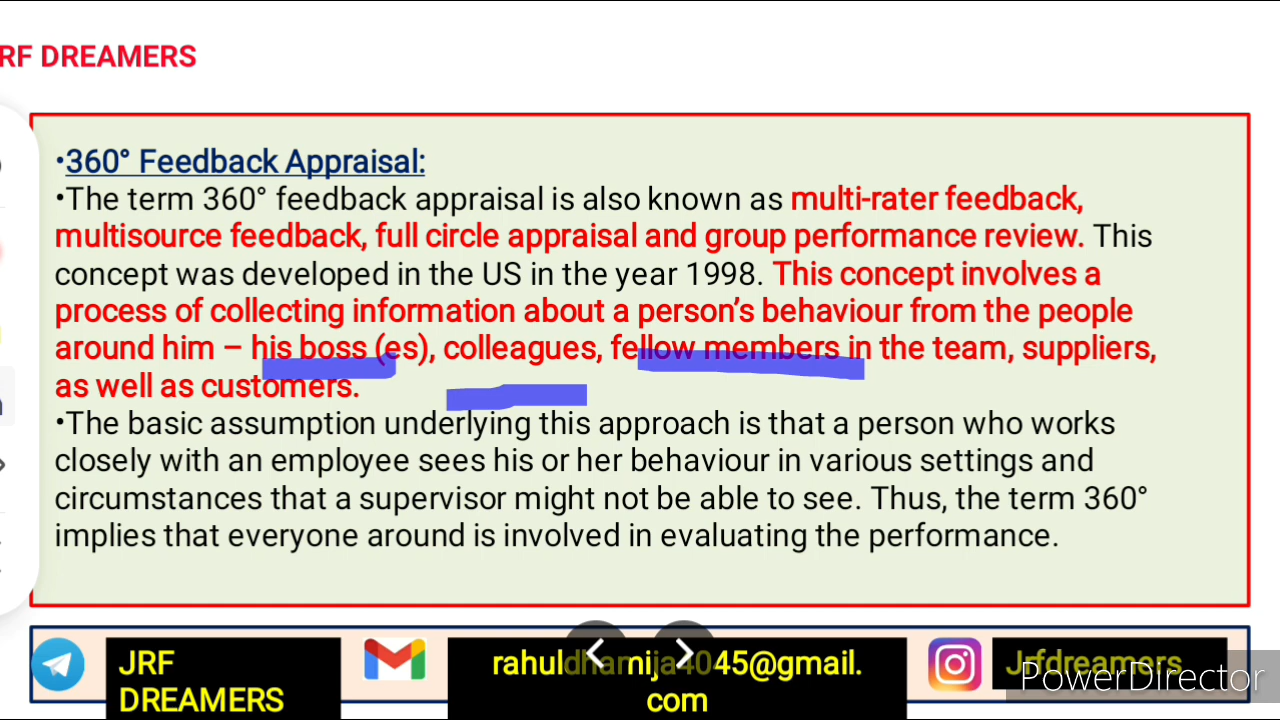 RF DREAMERS
•360° Feedback Appraisal:
•The term 360° feedback appraisal is also known as multi-rater feedback,
multisource feedback, full circle appraisal and group performance review. This
concept was developed in the US in the year 1998. This concept involves a
process of collecting information about a person’s behaviour from the people
around him – his boss (es), colleagues, fellow members in the team, suppliers,
as well as customers.
•The basic assumption underlying this approach is that a person who works
closely with an employee sees his or her behaviour in various settings and
circumstances that a supervisor might not be able to see. Thus, the term 360°
implies that everyone around is involved in evaluating the performance.
JRF
DREAMERS
rahuldhamija4045@gmail.
com
Jrfdreamers
PowerDirector